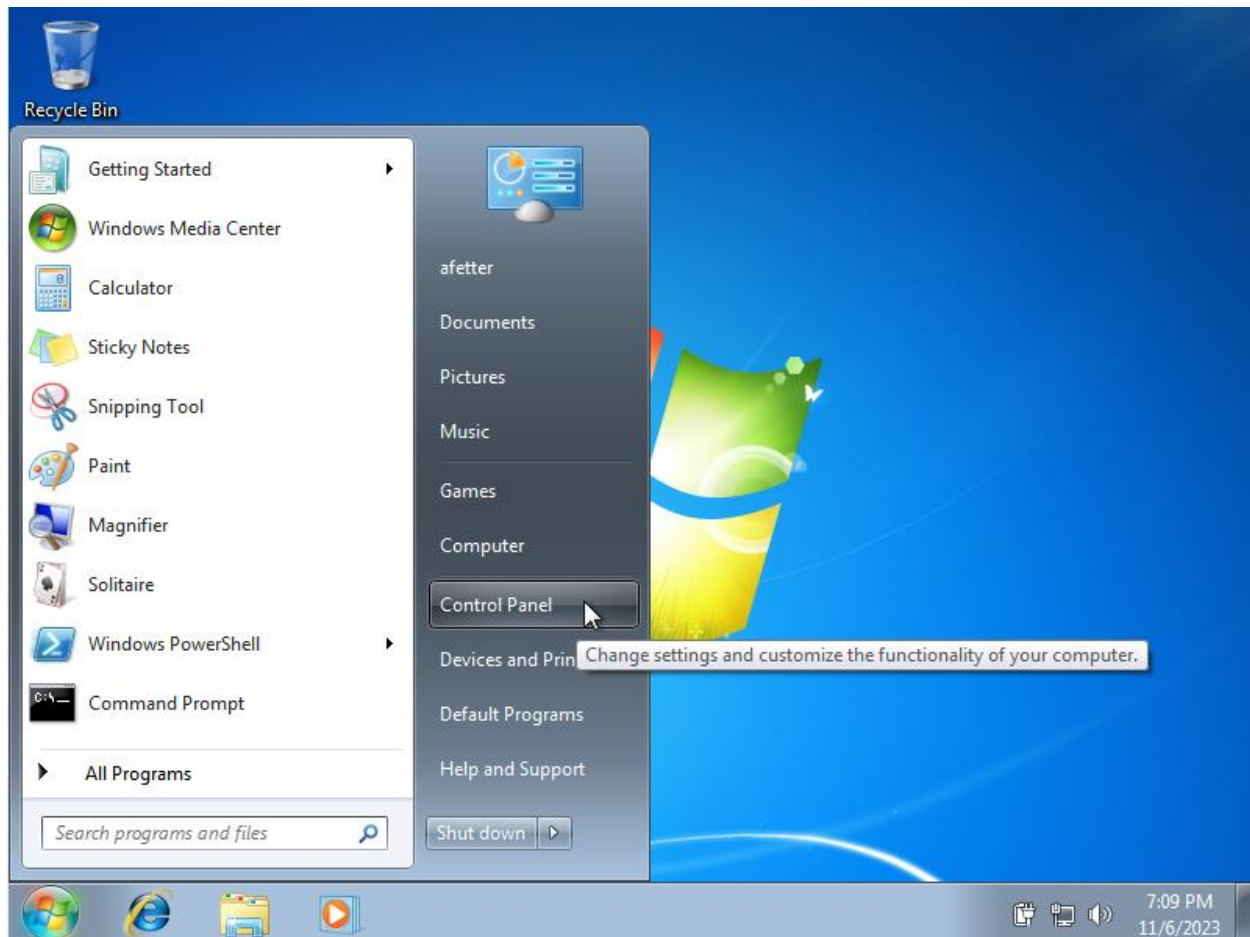 Recycle Bin
Getting Started
Windows Media Center
Calculator
Sticky Notes
Snipping Tool
Paint
Magnifier
Solitaire
Windows PowerShell
C:\
Command Prompt
All Programs
Search programs and files
afetter
Documents
Pictures
Music
Games
Computer
Control Panel
Devices and Prin
Change settings and customize the functionality of your computer.
Default Programs
Help and Support
Shut down
7:09 PM
11/6/2023